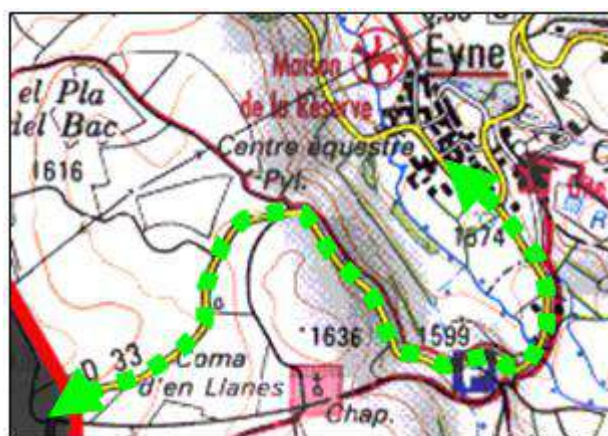 Eyne
Maison
de la Réserve
el Pla
del Bac
Centre équestre
Pyl.
1616
1574
1636
1599
D 33
Coma
d'en Llanes
Chap.